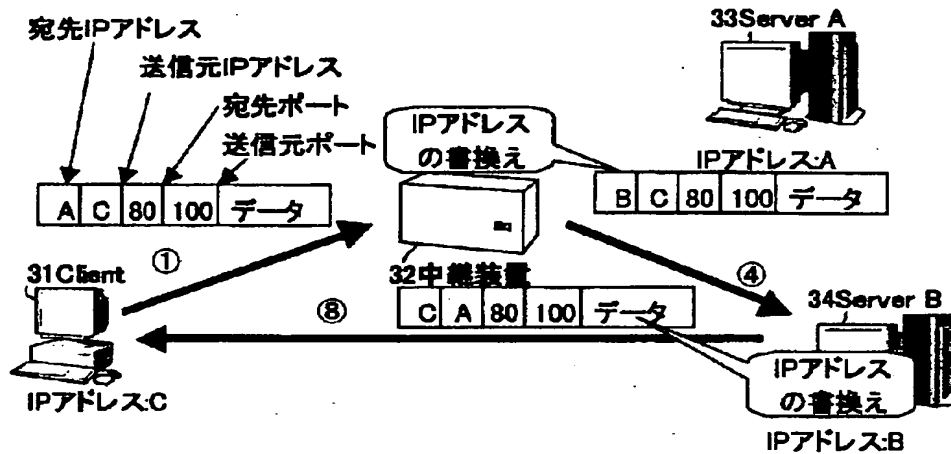 宛先IPアドレス
送信元IPアドレス
宛先ポート
送信元ポート
A C 80 100 データ
IPアドレス
の書換え
33Server A
IPアドレス:A
B C 80 100 データ
①
31Client
IPアドレス:C
32中継装置
⑧
C A 80 100 データ
④
34Server B
IPアドレス
の書換え
IPアドレス:B